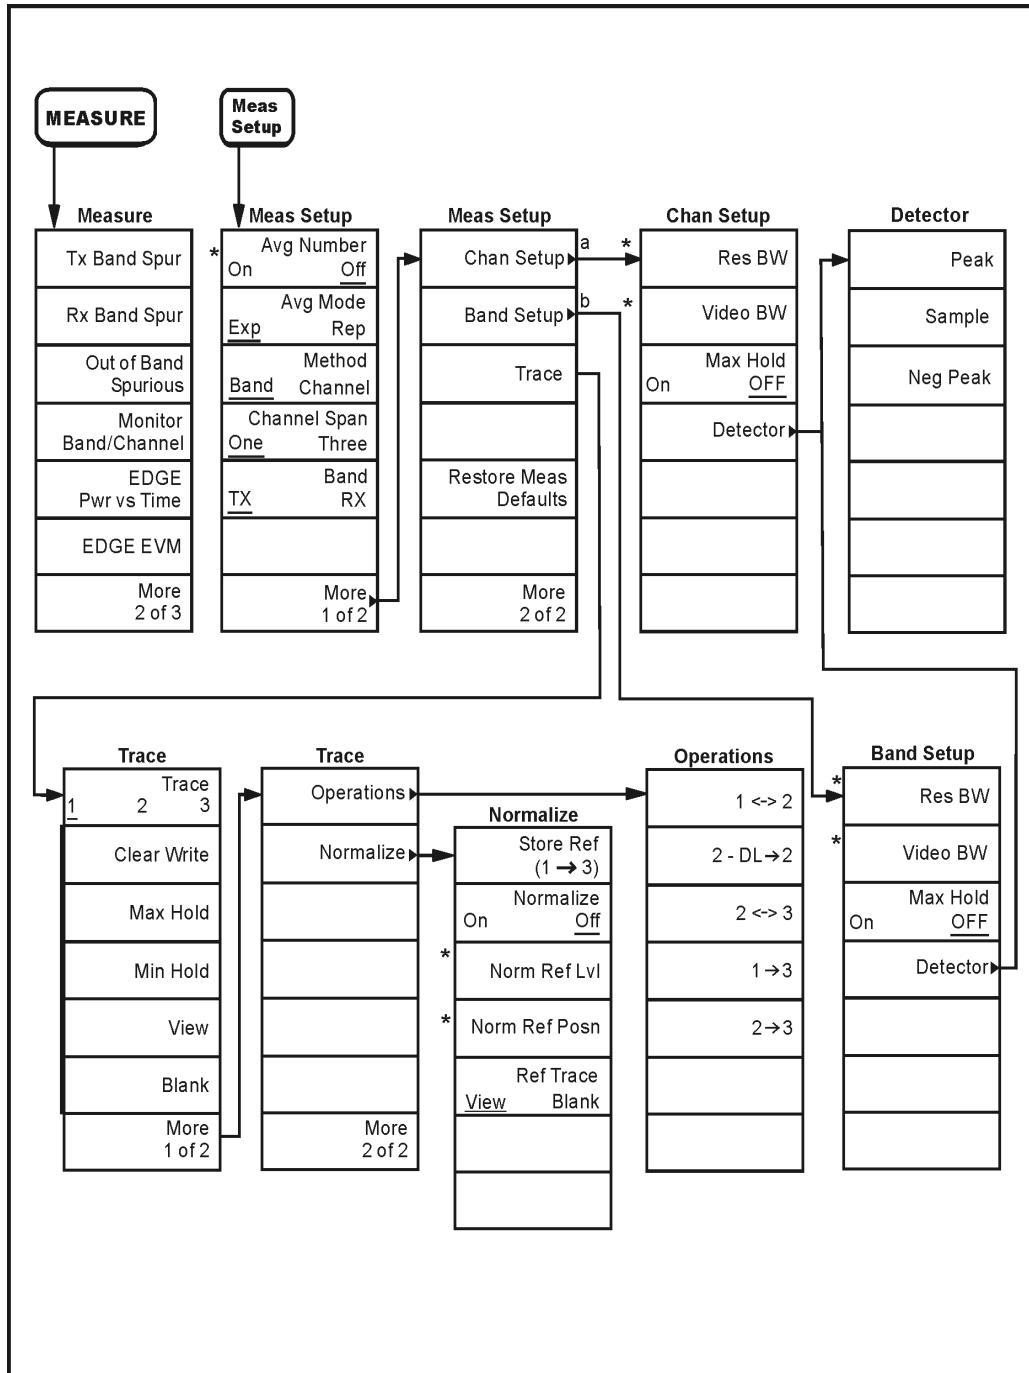 MEASURE
Meas
Setup
Measure
Tx Band Spur
Rx Band Spur
Out of Band
Spurious
Monitor
Band/Channel
EDGE
Pwr vs Time
EDGE EVM
More
2 of 3
Meas Setup
* Avg Number
On Off
Avg Mode
Exp Rep
Method
Band Channel
Channel Span
One Three
Band
TX RX
More
1 of 2
Meas Setup
Chan Setup a
Band Setup b
Trace
Restore Meas
Defaults
More
2 of 2
Chan Setup
* Res BW
* Video BW
Max Hold
On OFF
Detector
Detector
Peak
Sample
Neg Peak
Trace
Trace
1 2 3
Clear Write
Max Hold
Min Hold
View
Blank
More
1 of 2
Trace
Operations
Normalize
More
2 of 2
Normalize
Store Ref
(1 → 3)
Normalize
On Off
* Norm Ref Lvl
* Norm Ref Posn
Ref Trace
View Blank
Operations
1 <-> 2
2 - DL→2
2 <-> 3
1→3
2→3
Band Setup
* Res BW
* Video BW
Max Hold
On OFF
Detector